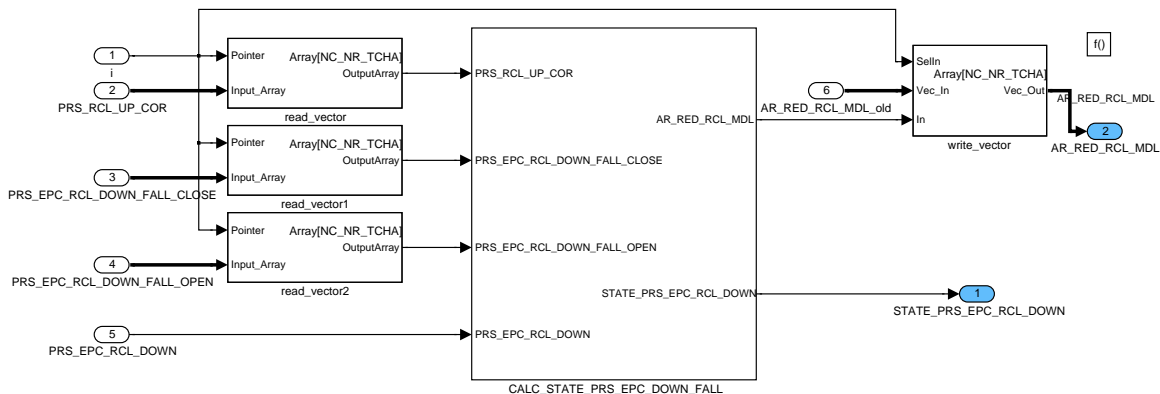 1
i
2
PRS_RCL_UP_COR
Pointer
Array[NC_NR_TCHA]
OutputArray
Input_Array
read_vector
3
PRS_EPC_RCL_DOWN_FALL_CLOSE
Pointer
Array[NC_NR_TCHA]
OutputArray
Input_Array
read_vector1
4
PRS_EPC_RCL_DOWN_FALL_OPEN
Pointer
Array[NC_NR_TCHA]
OutputArray
Input_Array
read_vector2
5
PRS_EPC_RCL_DOWN
PRS_RCL_UP_COR
PRS_EPC_RCL_DOWN_FALL_CLOSE
PRS_EPC_RCL_DOWN_FALL_OPEN
PRS_EPC_RCL_DOWN
AR_RED_RCL_MDL
STATE_PRS_EPC_RCL_DOWN
CALC_STATE_PRS_EPC_DOWN_FALL
6
AR_RED_RCL_MDL_old
SelIn
Array[NC_NR_TCHA]
Vec_In
Vec_Out
In
write_vector
f()
AR_RED_RCL_MDL
2
AR_RED_RCL_MDL
1
STATE_PRS_EPC_RCL_DOWN